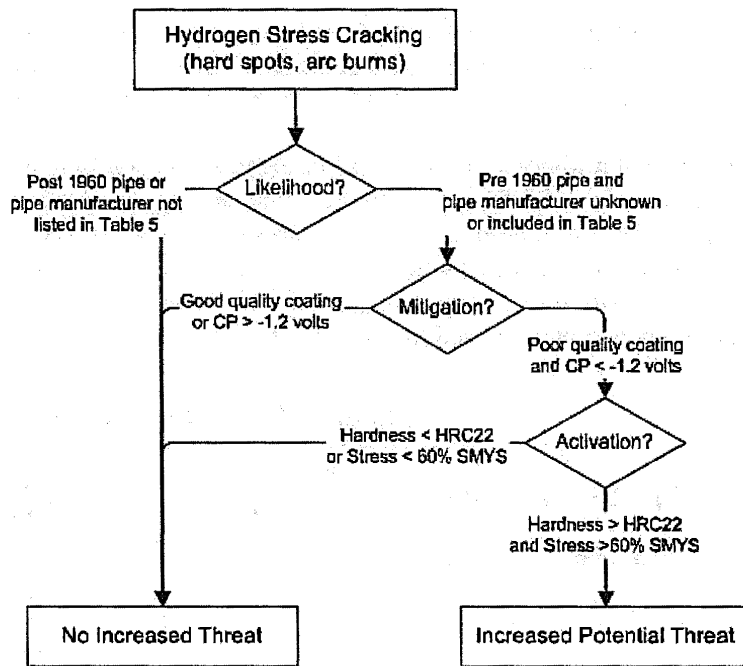 Hydrogen Stress Cracking
(hard spots, arc burns)
Post 1960 pipe or
pipe manufacturer not
listed in Table 5
Likelihood?
Pre 1960 pipe and
pipe manufacturer unknown
or included in Table 5
Good quality coating
or CP > -1.2 volts
Mitigation?
Poor quality coating
and CP < -1.2 volts
Hardness < HRC22
or Stress < 60% SMYS
Activation?
Hardness > HRC22
and Stress >60% SMYS
No Increased Threat
Increased Potential Threat